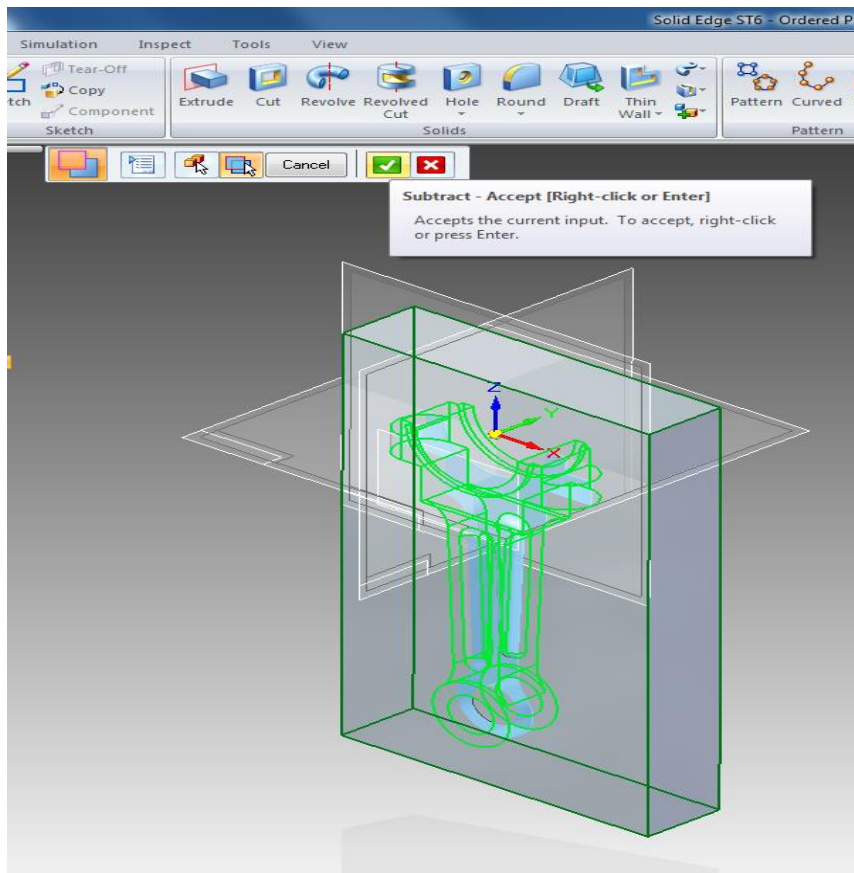 Solid Edge ST6 - Ordered P
Simulation Inspect Tools View
tch
Tear-Off
Copy
Component
Extrude Cut Revolve Revolved Cut Hole Round Draft Thin Wall Pattern Curved
Sketch Solids Pattern
Cancel
Subtract - Accept [Right-click or Enter]
Accepts the current input. To accept, right-click
or press Enter.
Z
Y
X